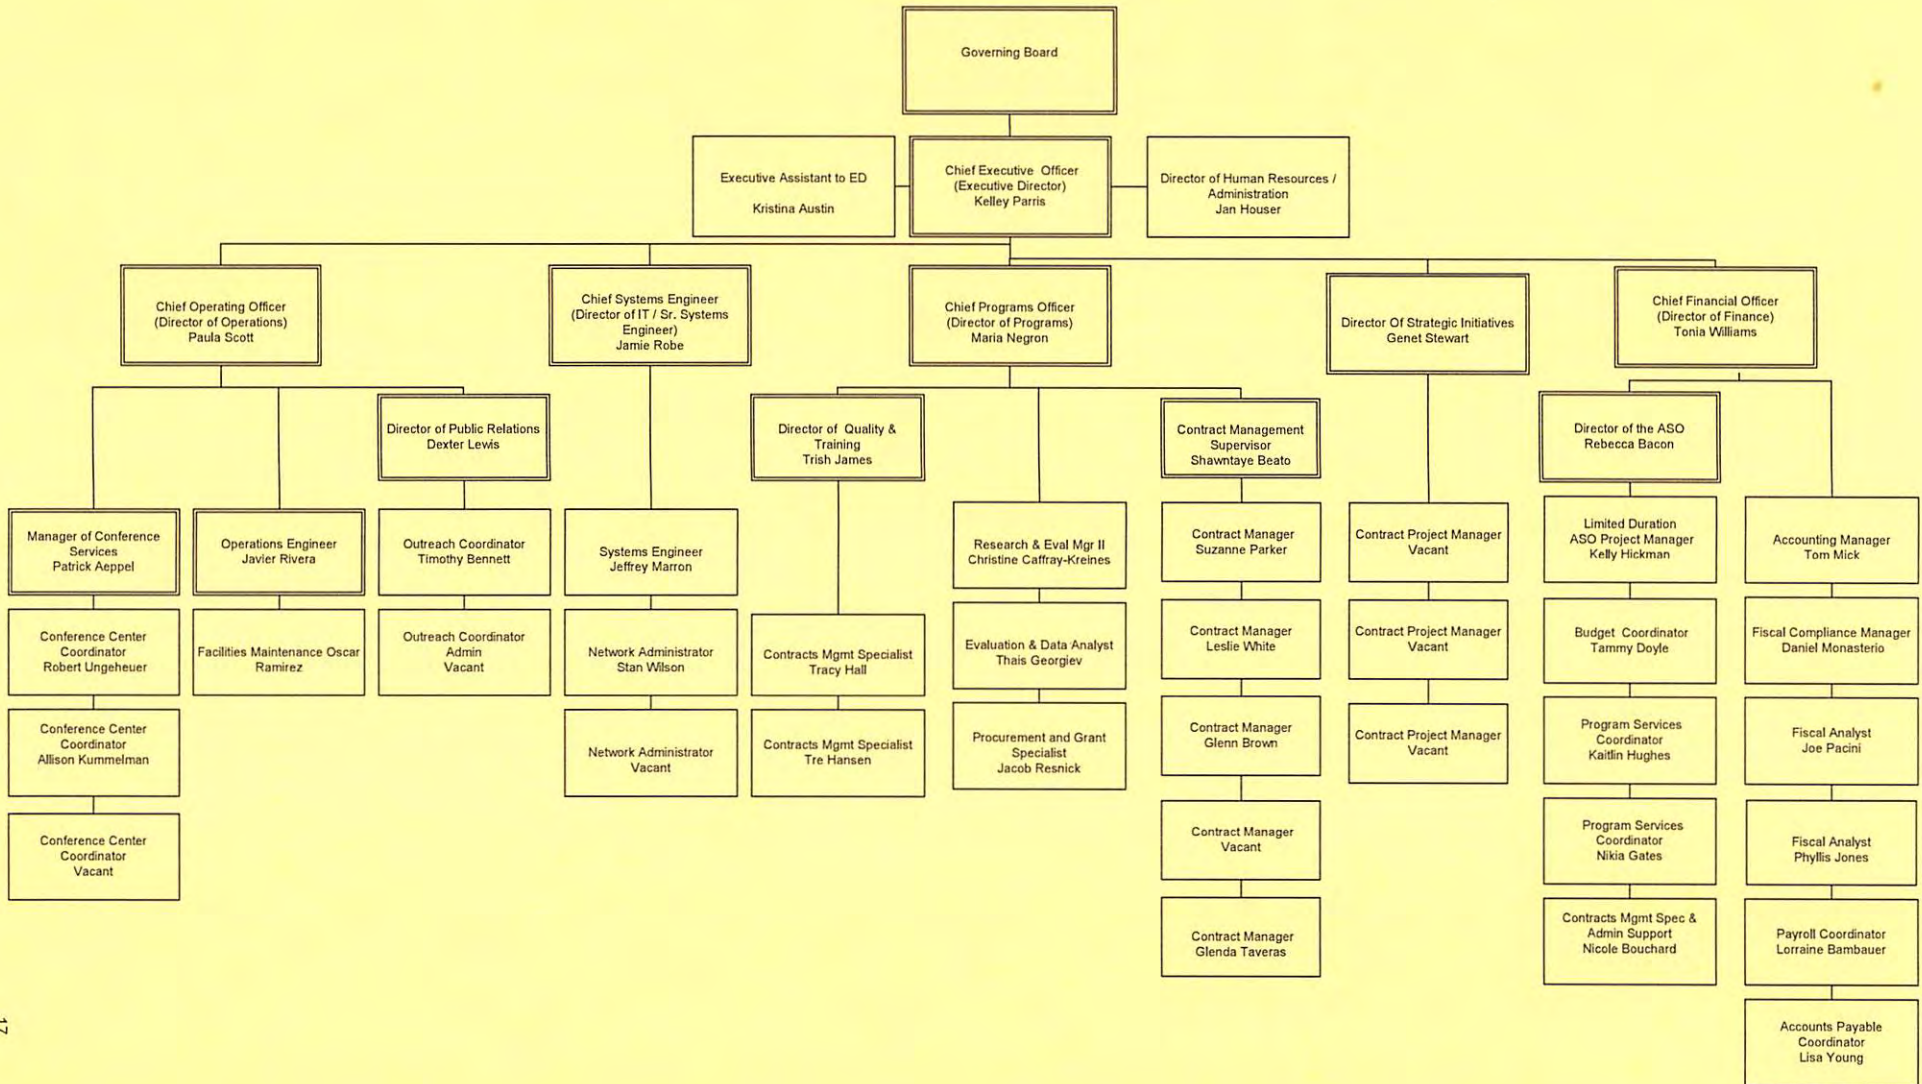 Governing Board
Executive Assistant to ED
Kristina Austin
Chief Executive Officer
(Executive Director)
Kelley Parris
Director of Human Resources /
Administration
Jan Houser
Chief Operating Officer
(Director of Operations)
Paula Scott
Chief Systems Engineer
(Director of IT / Sr. Systems
Engineer)
Jamie Robe
Chief Programs Officer
(Director of Programs)
Maria Negron
Director Of Strategic Initiatives
Genet Stewart
Chief Financial Officer
(Director of Finance)
Tonia Williams
Director of Public Relations
Dexter Lewis
Director of Quality &
Training
Trish James
Contract Management
Supervisor
Shawntaye Beato
Director of the ASO
Rebecca Bacon
Manager of Conference
Services
Patrick Aeppel
Conference Center
Coordinator
Robert Ungeheuer
Conference Center
Coordinator
Allison Kummelman
Conference Center
Coordinator
Vacant
Operations Engineer
Javier Rivera
Facilities Maintenance Oscar
Ramirez
Outreach Coordinator
Timothy Bennett
Outreach Coordinator
Admin
Vacant
Systems Engineer
Jeffrey Marron
Network Administrator
Stan Wilson
Network Administrator
Vacant
Contracts Mgmt Specialist
Tracy Hall
Contracts Mgmt Specialist
Tre Hansen
Research & Eval Mgr II
Christine Caffray-Kreines
Evaluation & Data Analyst
Thais Georgiev
Procurement and Grant
Specialist
Jacob Resnick
Contract Manager
Suzanne Parker
Contract Manager
Leslie White
Contract Manager
Glenn Brown
Contract Manager
Vacant
Contract Manager
Glenda Taveras
Contract Project Manager
Vacant
Contract Project Manager
Vacant
Contract Project Manager
Vacant
Limited Duration
ASO Project Manager
Kelly Hickman
Budget Coordinator
Tammy Doyle
Program Services
Coordinator
Kaitlin Hughes
Program Services
Coordinator
Nikia Gates
Contracts Mgmt Spec &
Admin Support
Nicole Bouchard
Accounting Manager
Tom Mick
Fiscal Compliance Manager
Daniel Monasterio
Fiscal Analyst
Joe Pacini
Fiscal Analyst
Phyllis Jones
Payroll Coordinator
Lorraine Bambauer
Accounts Payable
Coordinator
Lisa Young
17